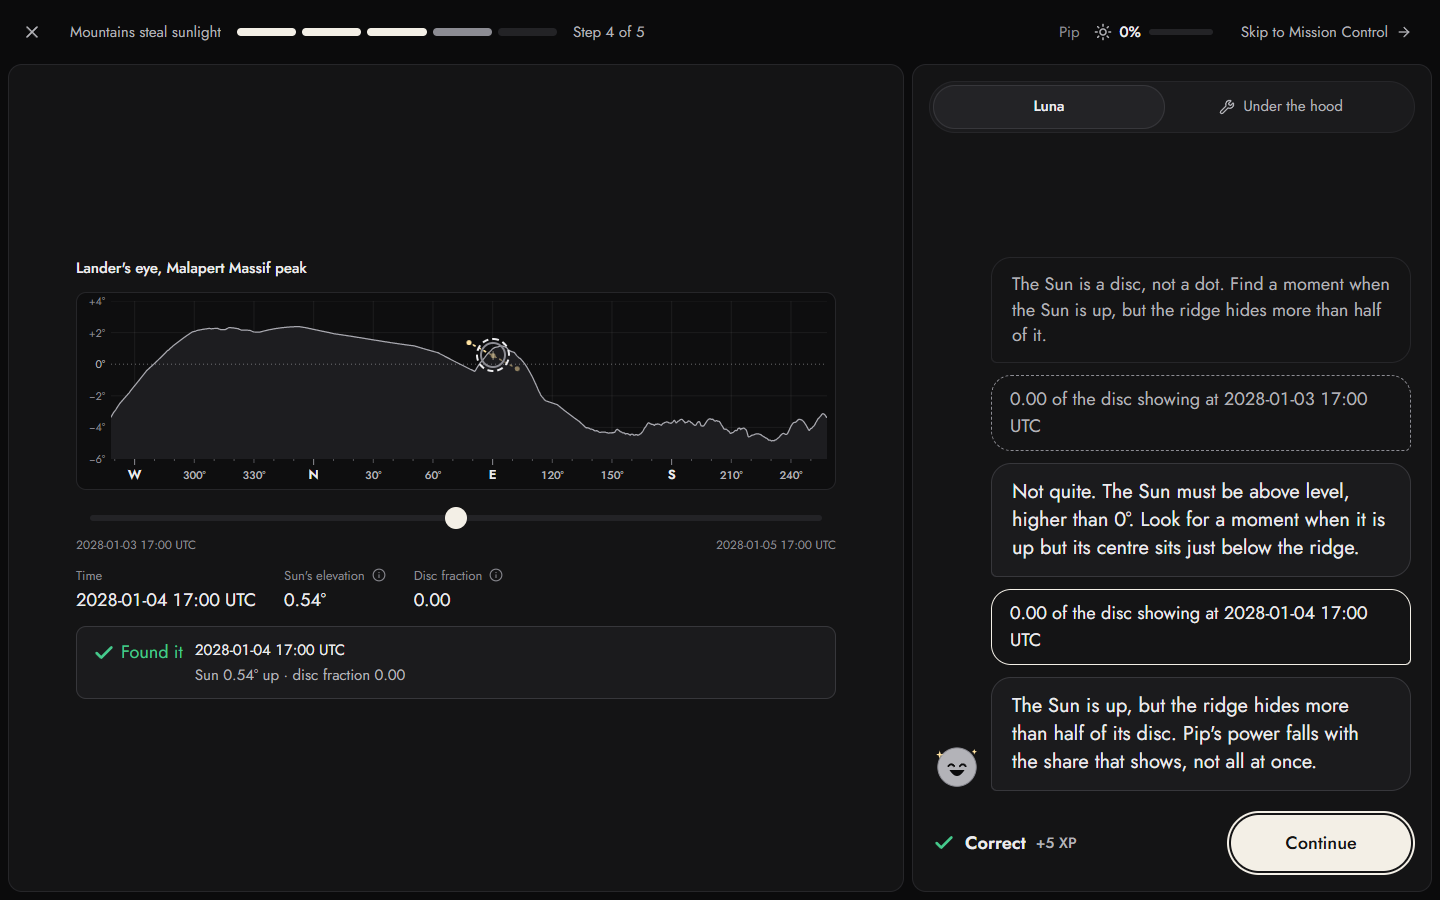 Mountains steal sunlight
Step 4 of 5
Pip
0%
Skip to Mission Control
Lander's eye, Malapert Massif peak
+4°
+2°
0°
−2°
−4°
−6°
W
300°
330°
N
30°
60°
E
120°
150°
S
210°
240°
2028-01-03 17:00 UTC
2028-01-05 17:00 UTC
Time
2028-01-04 17:00 UTC
Sun's elevation
0.54°
Disc fraction
0.00
Found it
2028-01-04 17:00 UTC
Sun 0.54° up · disc fraction 0.00
Luna
Under the hood
The Sun is a disc, not a dot. Find a moment when
the Sun is up, but the ridge hides more than half
of it.
0.00 of the disc showing at 2028-01-03 17:00
UTC
Not quite. The Sun must be above level,
higher than 0°. Look for a moment when it is
up but its centre sits just below the ridge.
0.00 of the disc showing at 2028-01-04 17:00
UTC
The Sun is up, but the ridge hides more
than half of its disc. Pip's power falls with
the share that shows, not all at once.
Correct
+5 XP
Continue